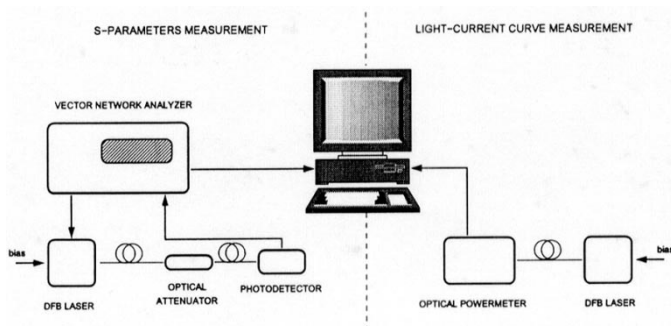 S-PARAMETERS MEASUREMENT
LIGHT-CURRENT CURVE MEASUREMENT
VECTOR NETWORK ANALYZER
bias
DFB LASER
OPTICAL
ATTENUATOR
PHOTODETECTOR
OPTICAL POWERMETER
DFB LASER
bias